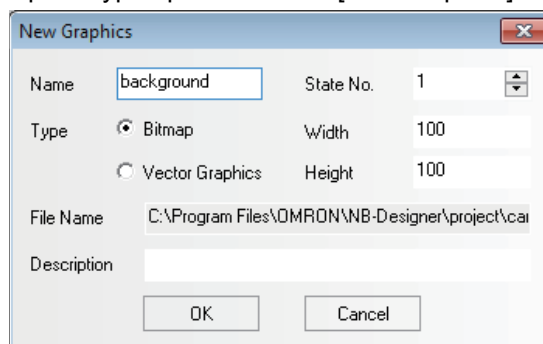 New Graphics
Name background State No. 1
Type Bitmap Width 100
Vector Graphics Height 100
File Name C:\Program Files\OMRON\NB-Designer\project\cai
Description
OK Cancel